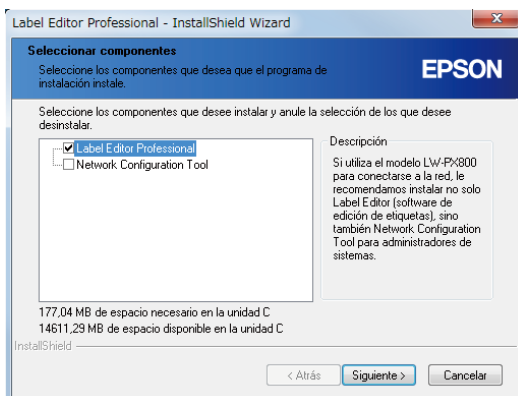 Label Editor Professional - InstallShield Wizard
Seleccionar componentes
Seleccione los componentes que desea que el programa de
instalación instale.
EPSON
Seleccione los componentes que desee instalar y anule la selección de los que desee
desinstalar.
Label Editor Professional
Network Configuration Tool
Descripción
Si utiliza el modelo LW-PX800
para conectarse a la red, le
recomendamos instalar no solo
Label Editor (software de
edición de etiquetas), sino
también Network Configuration
Tool para administradores de
sistemas.
177,04 MB de espacio necesario en la unidad C
14611,29 MB de espacio disponible en la unidad C
InstallShield
< Atrás
Siguiente >
Cancelar